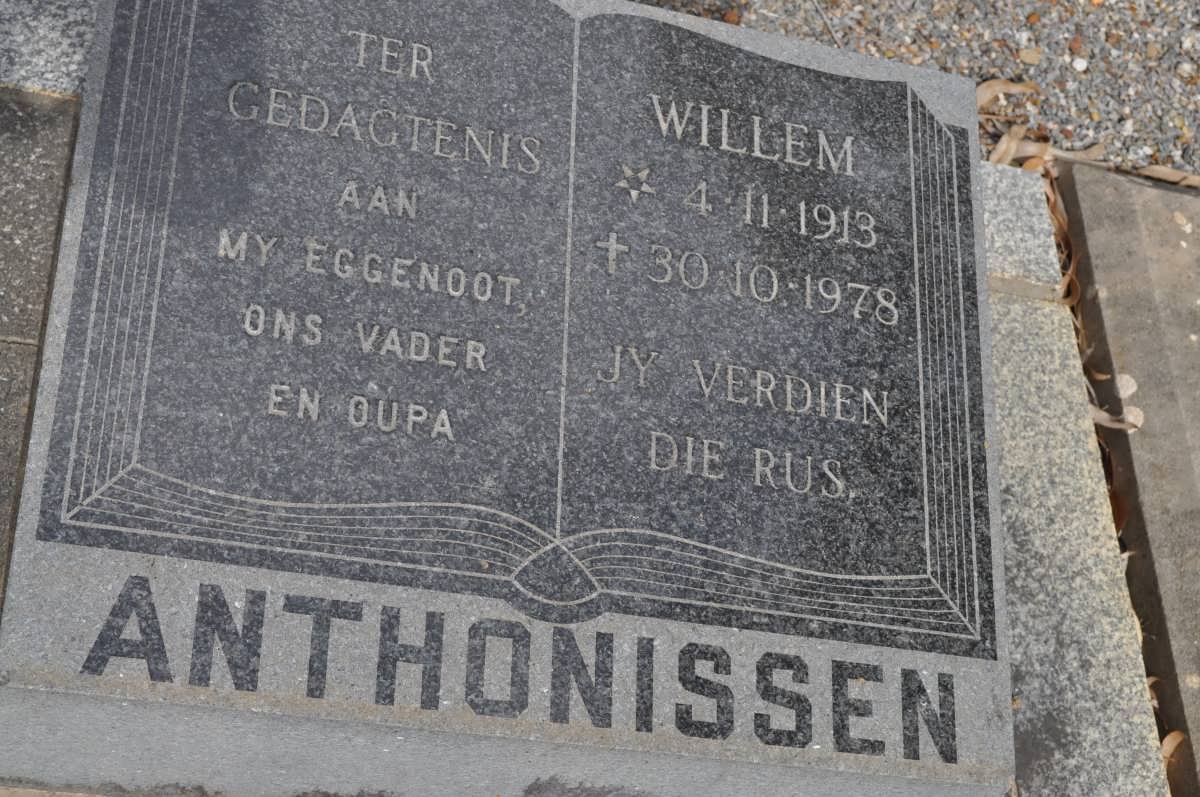 TER
GEDAGTENIS
AAN
MY EGGENOOT,
ONS VADER
EN OUPA
WILLEM
☆ 4·11·1913
✝ 30·10·1978
JY VERDIEN
DIE RUS.
ANTHONISSEN